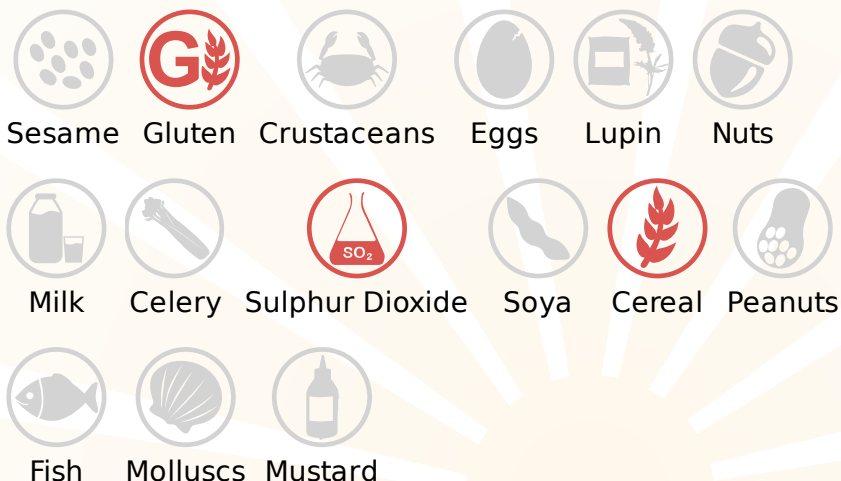 G
Sesame Gluten Crustaceans Eggs Lupin Nuts
SO₂
Milk Celery Sulphur Dioxide Soya Cereal Peanuts
Fish Molluscs Mustard